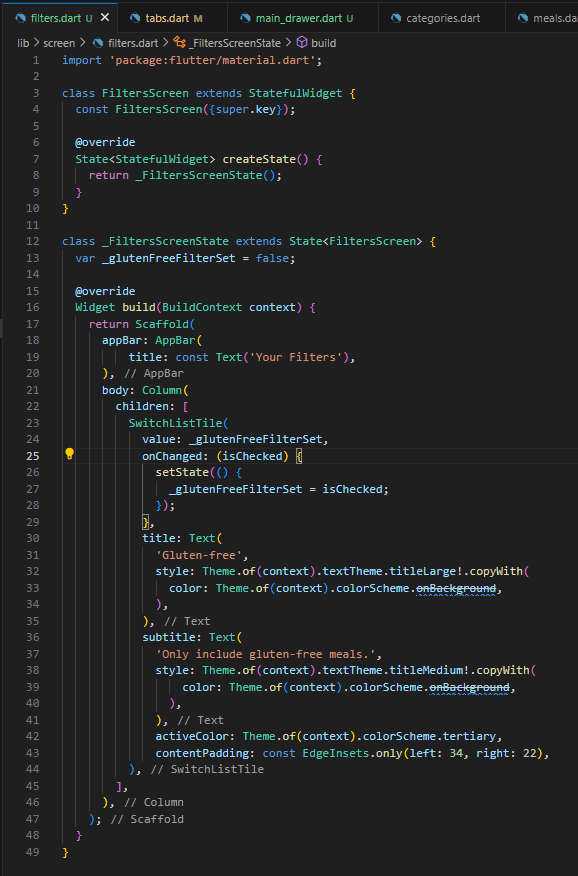 filters.dart U
tabs.dart M
main_drawer.dart U
categories.dart
meals.da
lib > screen > filters.dart > _FiltersScreenState > build
1 import 'package:flutter/material.dart';
2
3 class FiltersScreen extends StatefulWidget {
4 const FiltersScreen({super.key});
5
6 @override
7 State<StatefulWidget> createState() {
8 return _FiltersScreenState();
9 }
10 }
11
12 class _FiltersScreenState extends State<FiltersScreen> {
13 var _glutenFreeFilterSet = false;
14
15 @override
16 Widget build(BuildContext context) {
17 return Scaffold(
18 appBar: AppBar(
19 title: const Text('Your Filters'),
20 ), // AppBar
21 body: Column(
22 children: [
23 SwitchListTile(
24 value: _glutenFreeFilterSet,
25 onChanged: (isChecked) {
26 setState(() {
27 _glutenFreeFilterSet = isChecked;
28 });
29 },
30 title: Text(
31 'Gluten-free',
32 style: Theme.of(context).textTheme.titleLarge!.copyWith(
33 color: Theme.of(context).colorScheme.onBackground,
34 ),
35 ), // Text
36 subtitle: Text(
37 'Only include gluten-free meals.',
38 style: Theme.of(context).textTheme.titleMedium!.copyWith(
39 color: Theme.of(context).colorScheme.onBackground,
40 ),
41 ), // Text
42 activeColor: Theme.of(context).colorScheme.tertiary,
43 contentPadding: const EdgeInsets.only(left: 34, right: 22),
44 ), // SwitchListTile
45 ],
46 ), // Column
47 ); // Scaffold
48 }
49 }